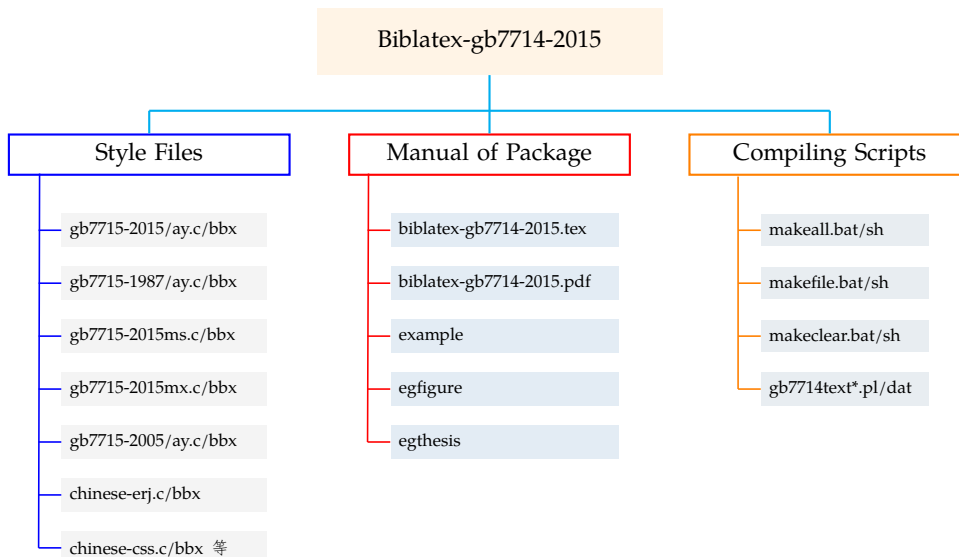 Biblatex-gb7714-2015
Style Files
Manual of Package
Compiling Scripts
gb7715-2015/ay.c/bbx
gb7715-1987/ay.c/bbx
gb7715-2015ms.c/bbx
gb7715-2015mx.c/bbx
gb7715-2005/ay.c/bbx
chinese-erj.c/bbx
chinese-css.c/bbx 等
biblatex-gb7714-2015.tex
biblatex-gb7714-2015.pdf
example
egfigure
egthesis
makeall.bat/sh
makefile.bat/sh
makeclear.bat/sh
gb7714text*.pl/dat